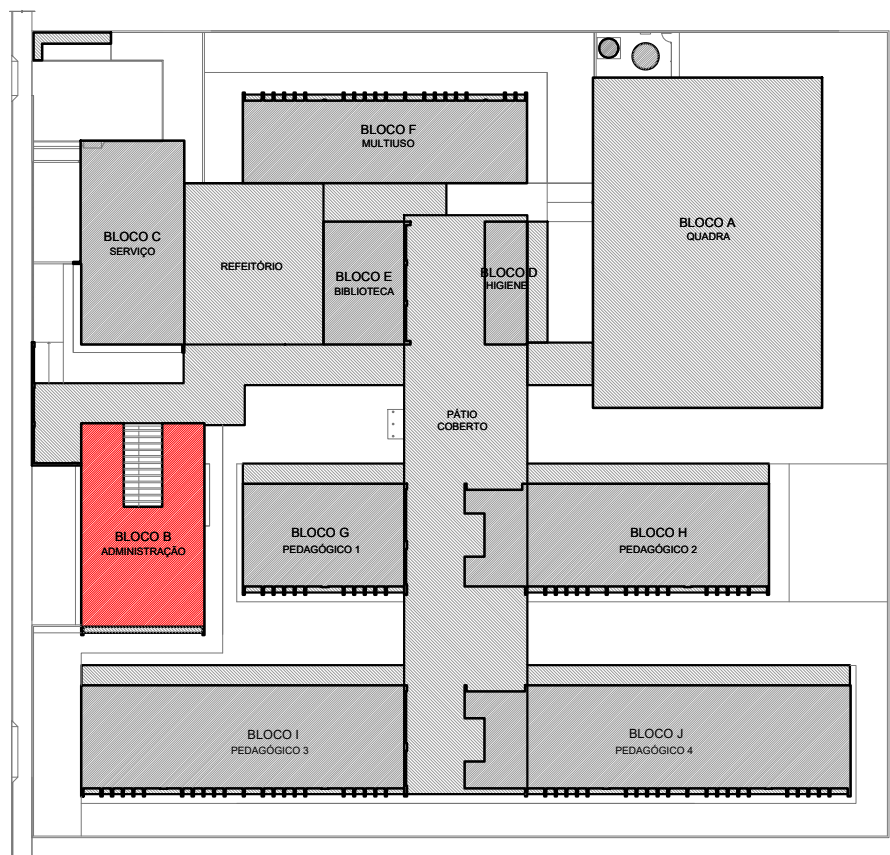 BLOCO F
MULTIUSO
BLOCO A
QUADRA
BLOCO C
SERVIÇO
REFEITÓRIO
BLOCO E
BIBLIOTECA
BLOCO D
HIGIENE
PÁTIO
COBERTO
BLOCO B
ADMINISTRAÇÃO
BLOCO G
PEDAGÓGICO 1
BLOCO H
PEDAGÓGICO 2
BLOCO I
PEDAGÓGICO 3
BLOCO J
PEDAGÓGICO 4